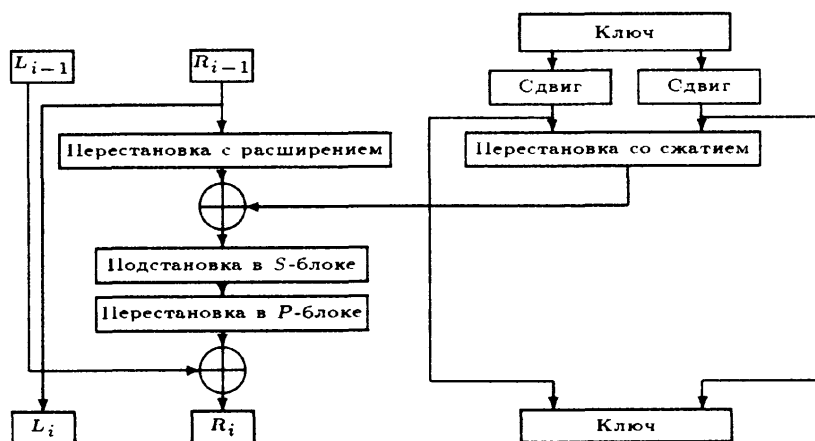 Ключ
L_{i−1}
R_{i−1}
Сдвиг
Сдвиг
Перестановка с расширением
Перестановка со сжатием
Подстановка в S-блоке
Перестановка в P-блоке
L_i
R_i
Ключ